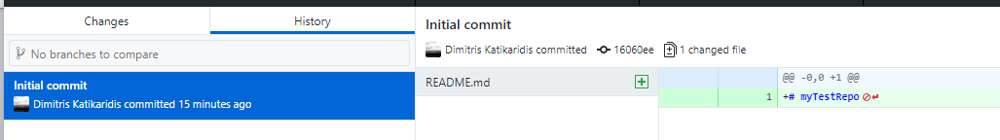 Changes
History
No branches to compare
Initial commit
Dimitris Katikaridis committed 15 minutes ago
Initial commit
Dimitris Katikaridis committed 16060ee 1 changed file
README.md
@@ -0,0 +1 @@
1 +# myTestRepo